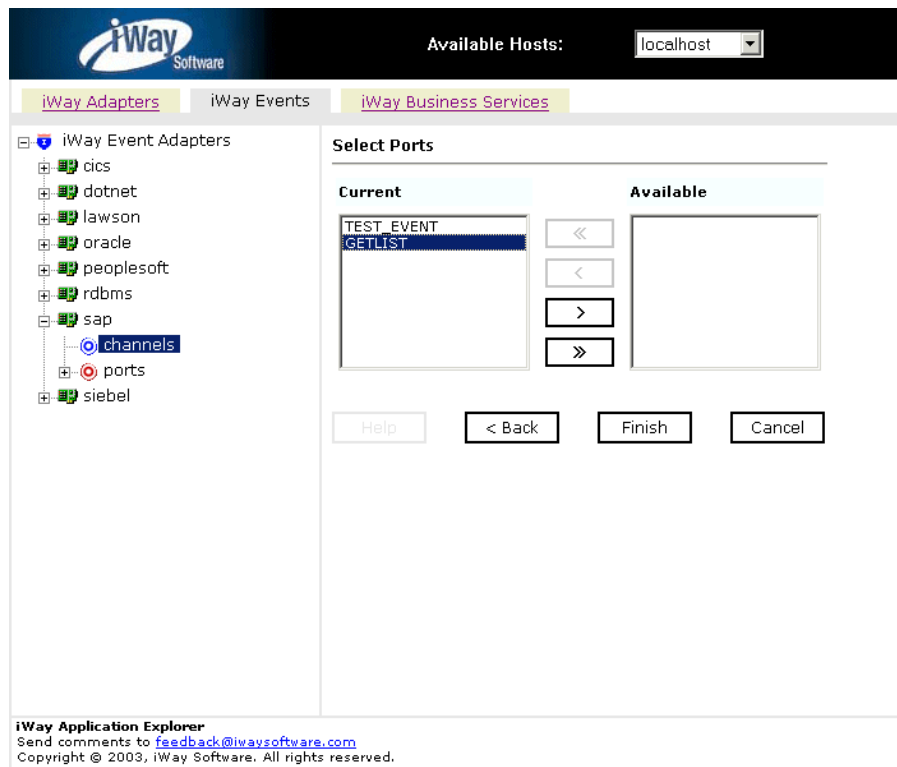 iWay
Software
Available Hosts:
localhost
iWay Adapters
iWay Events
iWay Business Services
iWay Event Adapters
cics
dotnet
lawson
oracle
peoplesoft
rdbms
sap
channels
ports
siebel
Select Ports
Current
Available
TEST_EVENT
GETLIST
<<
<
>
>>
Help
< Back
Finish
Cancel
iWay Application Explorer
Send comments to feedback@iwaysoftware.com
Copyright © 2003, iWay Software. All rights reserved.